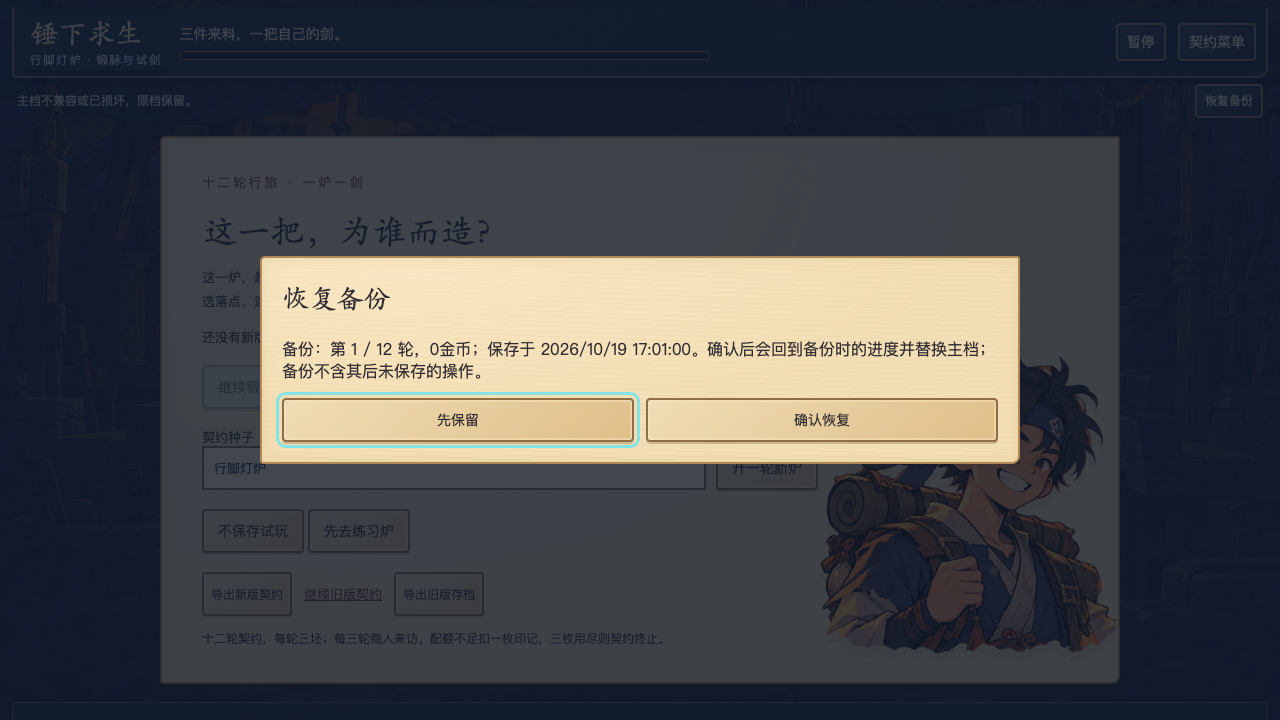 锤下求生
行脚灯炉 · 锻脉与试剑
三件来料，一把自己的剑。
暂停
契约菜单
主档不兼容或已损坏，原档保留。
恢复备份
十二轮行旅 · 一炉一剑
这一把，为谁而造？
这一炉，
选落点、
还没有新
恢复备份
备份：第 1 / 12 轮，0金币；保存于 2026/10/19 17:01:00。确认后会回到备份时的进度并替换主档；
备份不含其后未保存的操作。
先保留
确认恢复
继续锻
契约种子
行脚灯炉
开一轮新炉
不保存试玩
先去练习炉
导出新版契约
继续旧版契约
导出旧版存档
十二轮契约，每轮三坯；每三轮商人来访。配额不足扣一枚印记，三枚用尽则契约终止。